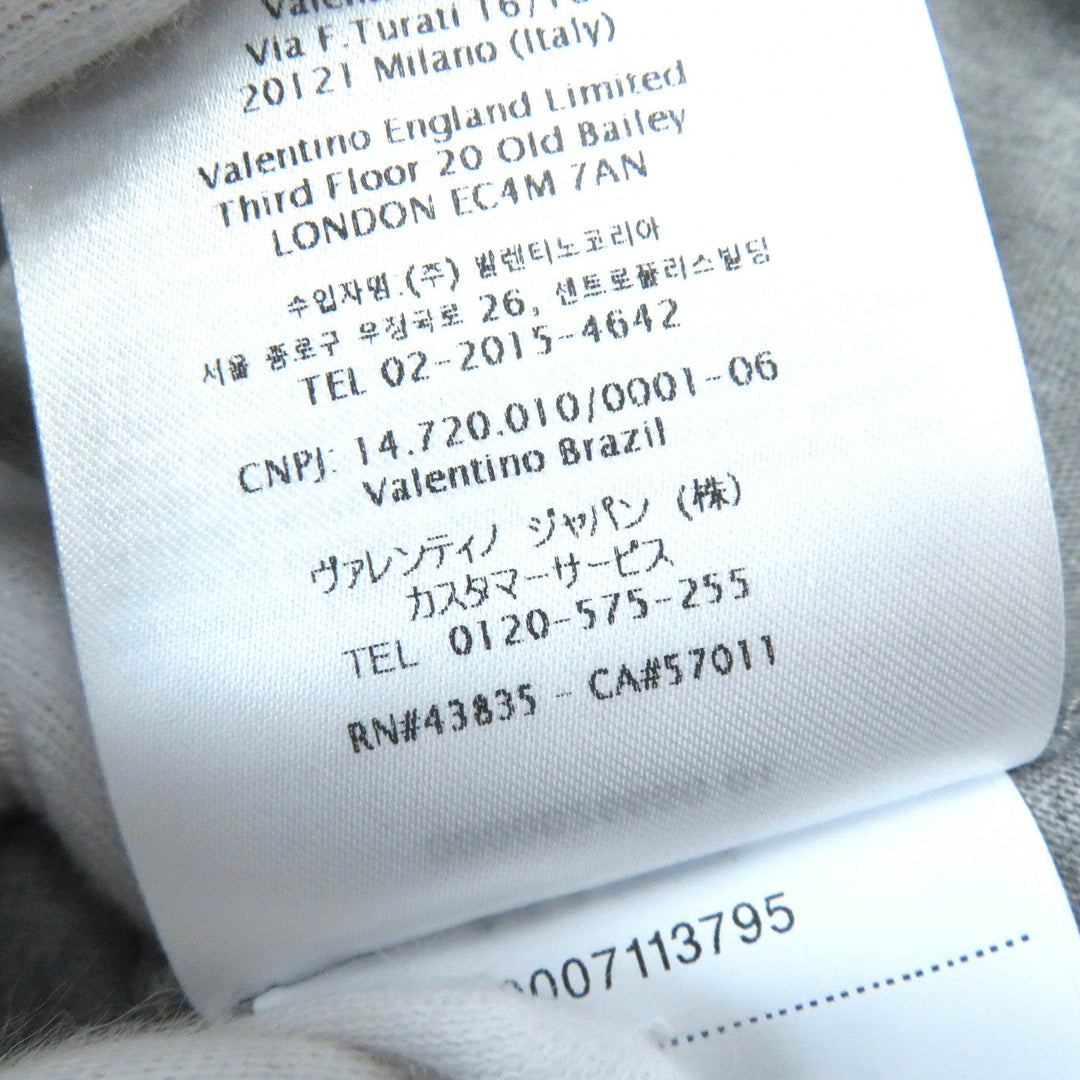 Via F.Turati 16/18
20121 Milano (Italy)
Valentino England Limited
Third Floor 20 Old Bailey
LONDON EC4M 7AN
수입자명.(주) 발렌티노코리아
서울 종로구 우정국로 26, 센트로폴리스빌딩
TEL 02-2015-4642
CNPJ: 14.720.010/0001-06
Valentino Brazil
ヴァレンティノ ジャパン (株)
カスタマーサービス
TEL 0120-575-255
RN#43835 - CA#57011
0007113795